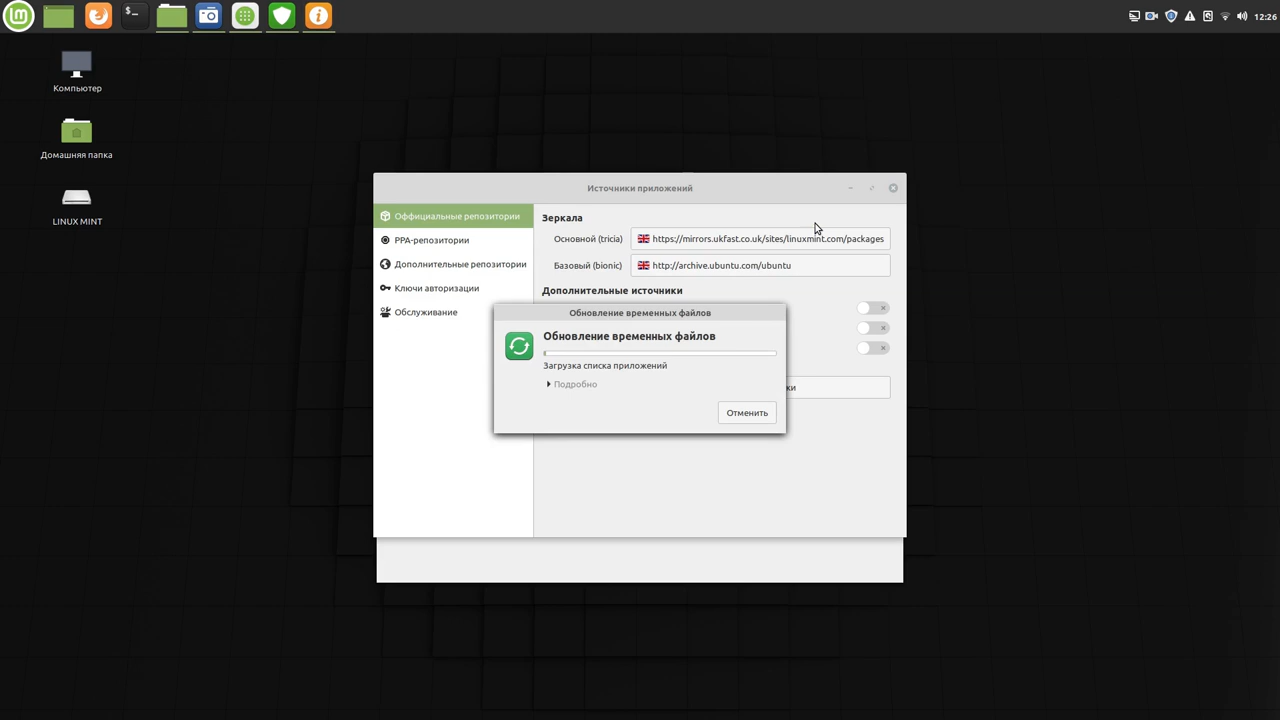 12:26
Компьютер
Домашняя папка
LINUX MINT
Источники приложений
Оффициальные репозитории
PPA-репозитории
Дополнительные репозитории
Ключи авторизации
Обслуживание
Зеркала
Основной (tricia) https://mirrors.ukfast.co.uk/sites/linuxmint.com/packages
Базовый (bionic) http://archive.ubuntu.com/ubuntu
Дополнительные источники
ки
Обновление временных файлов
Обновление временных файлов
Загрузка списка приложений
Подробно
Отменить